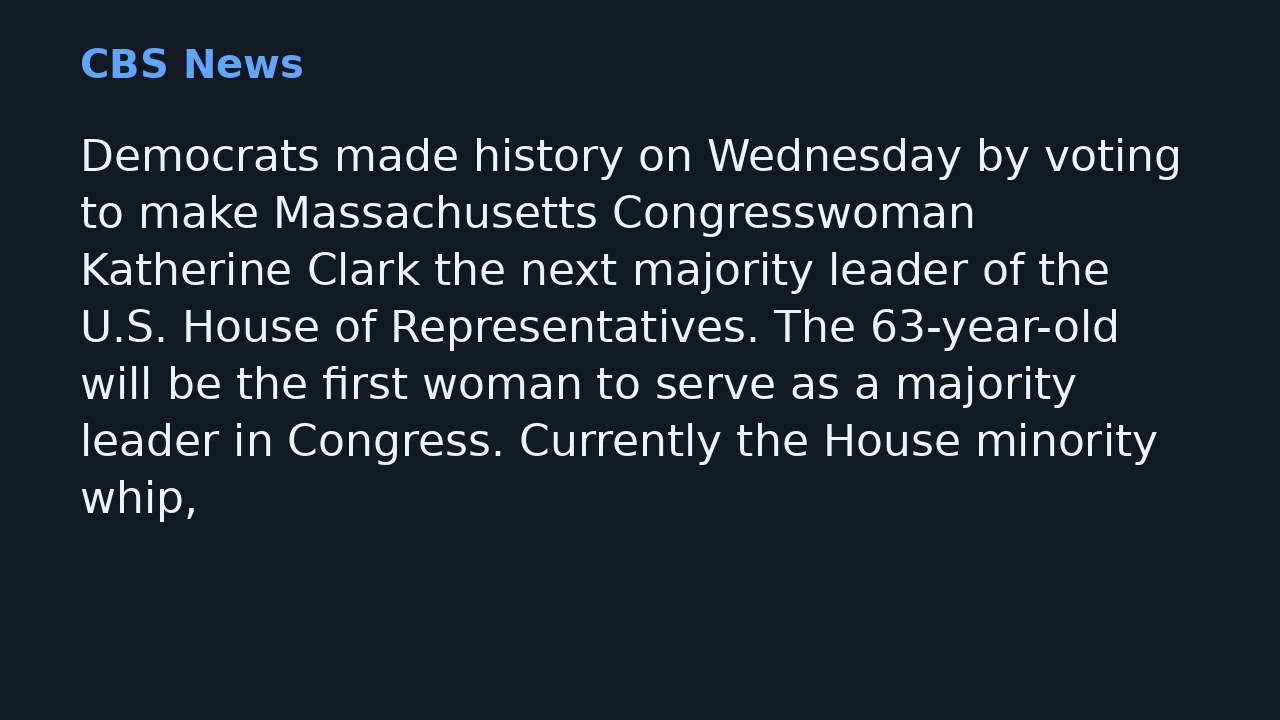 CBS News
Democrats made history on Wednesday by voting
to make Massachusetts Congresswoman
Katherine Clark the next majority leader of the
U.S. House of Representatives. The 63-year-old
will be the first woman to serve as a majority
leader in Congress. Currently the House minority
whip,